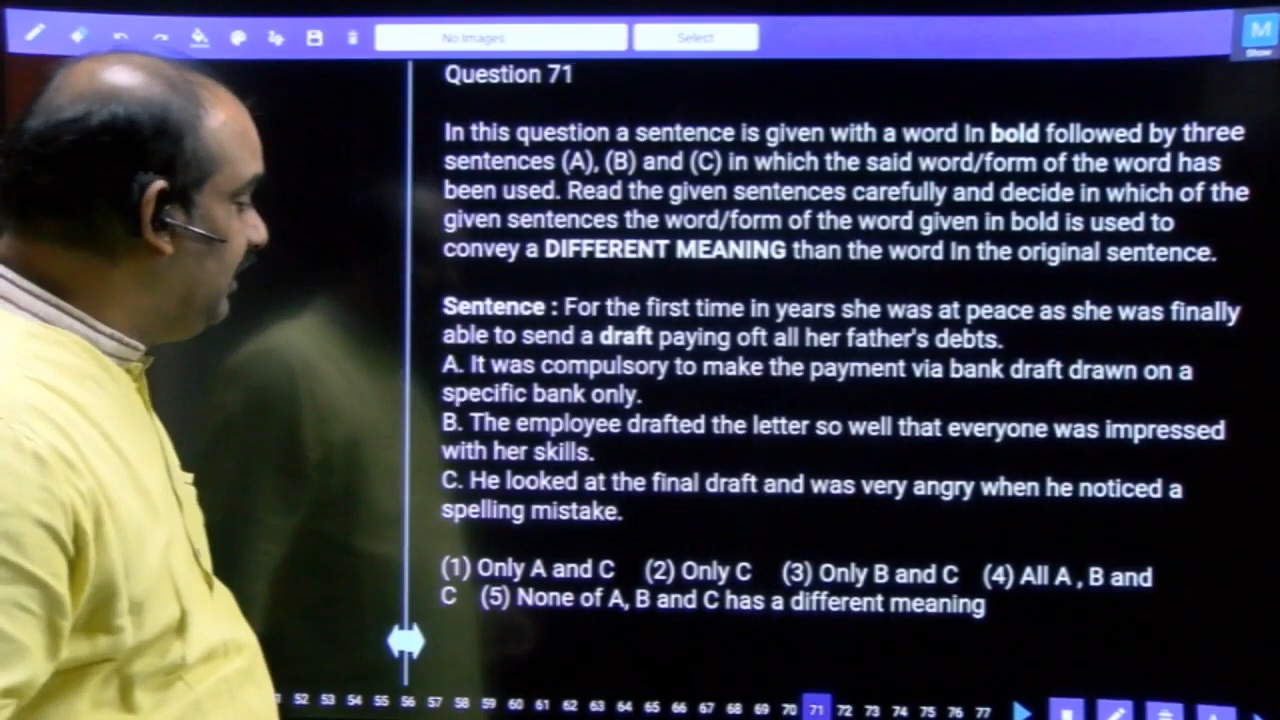 No Images
Select
M
Show
Question 71
In this question a sentence is given with a word In bold followed by three
sentences (A), (B) and (C) in which the said word/form of the word has
been used. Read the given sentences carefully and decide in which of the
given sentences the word/form of the word given in bold is used to
convey a DIFFERENT MEANING than the word In the original sentence.
Sentence : For the first time in years she was at peace as she was finally
able to send a draft paying oft all her father's debts.
A. It was compulsory to make the payment via bank draft drawn on a
specific bank only.
B. The employee drafted the letter so well that everyone was impressed
with her skills.
C. He looked at the final draft and was very angry when he noticed a
spelling mistake.
(1) Only A and C (2) Only C (3) Only B and C (4) All A , B and
C (5) None of A, B and C has a different meaning
52 53 54 55 56 57 58 59 60 61 62 63 64 65 66 67 68 69 70 71 72 73 74 75 76 77